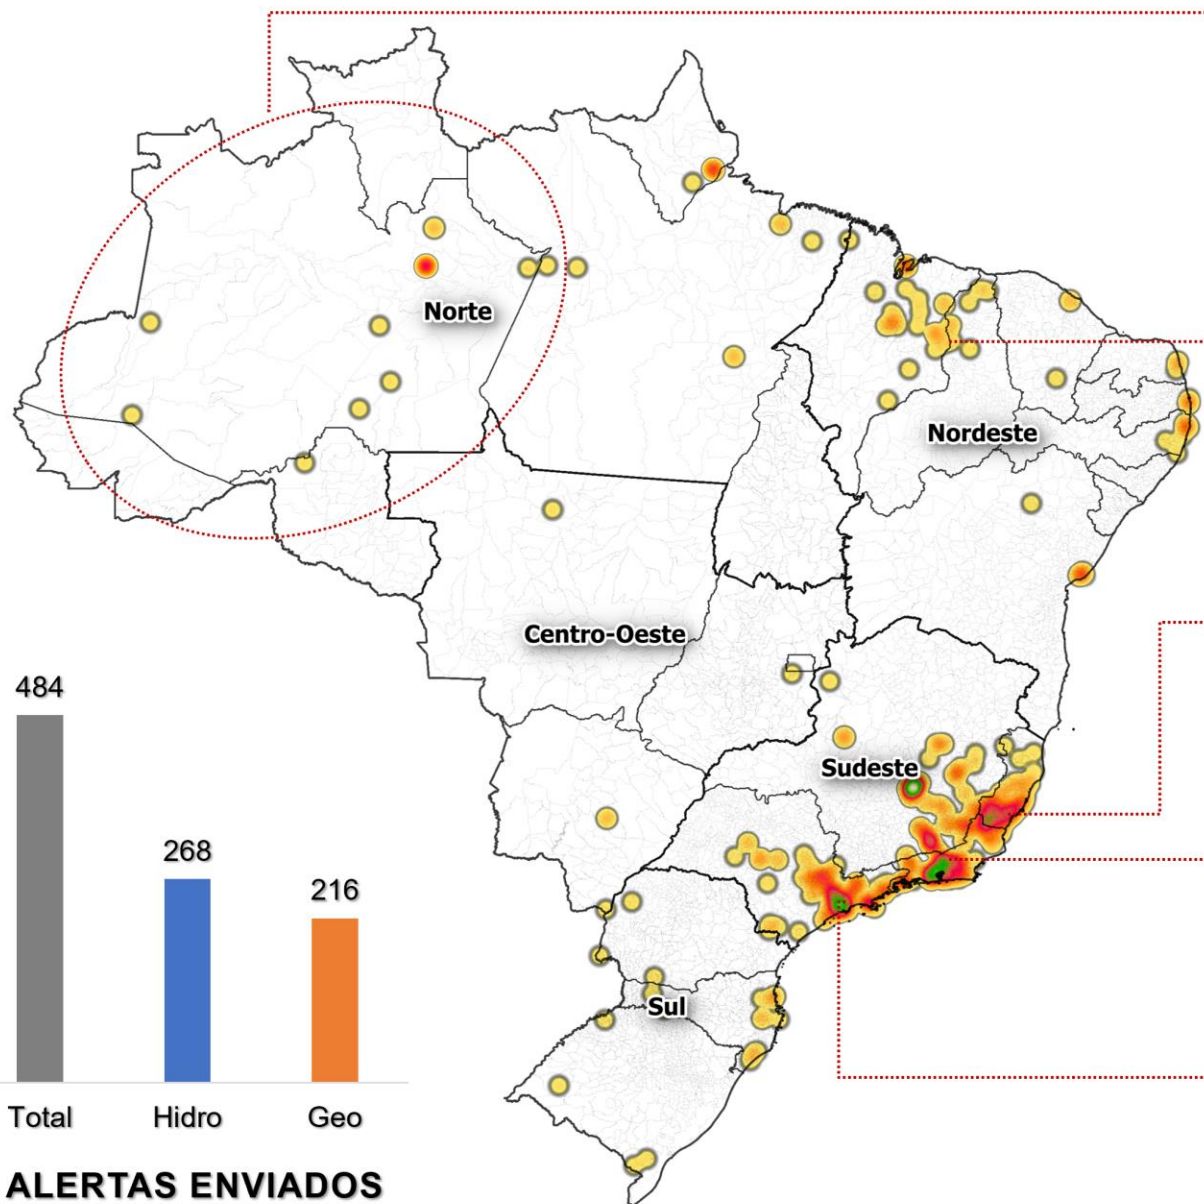 Norte
Nordeste
Centro-Oeste
Sudeste
Sul
484
268
216
Total
Hidro
Geo
ALERTAS ENVIADOS